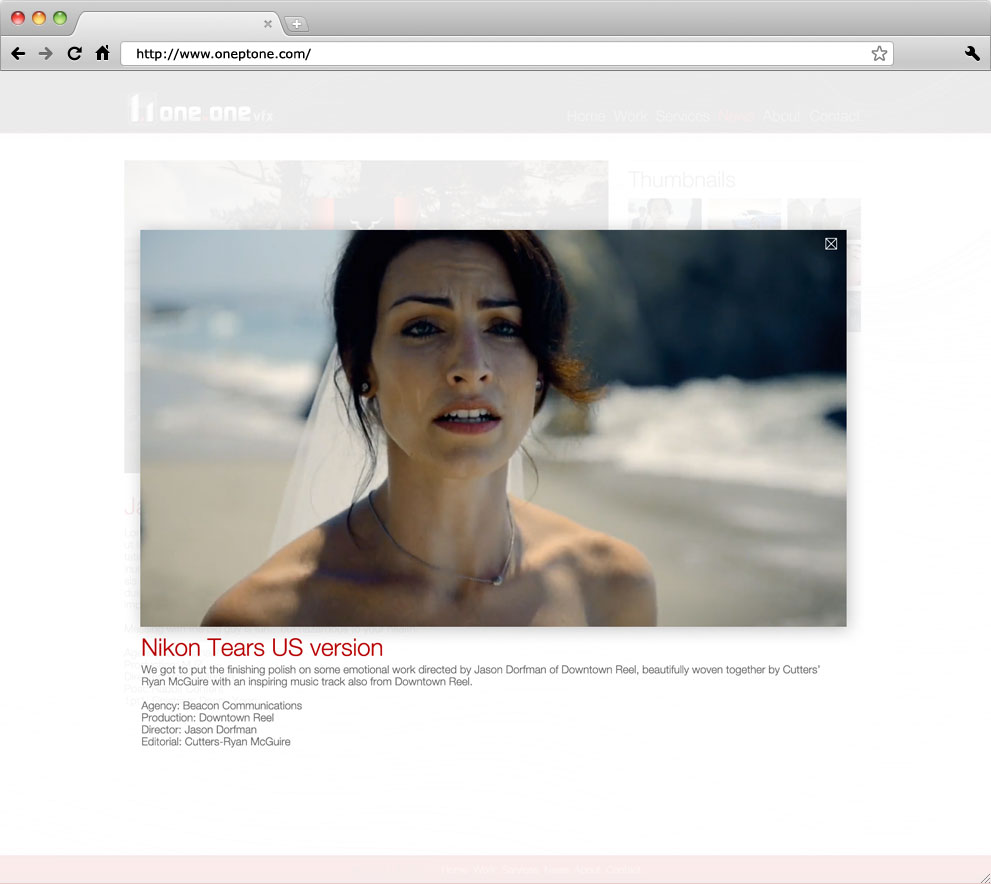 http://www.oneptone.com/
1.1 one.one vfx
Home Work Services News About Contact
Thumbnails
Nikon Tears US version
We got to put the finishing polish on some emotional work directed by Jason Dorfman of Downtown Reel, beautifully woven together by Cutters'
Ryan McGuire with an inspiring music track also from Downtown Reel.
Agency: Beacon Communications
Production: Downtown Reel
Director: Jason Dorfman
Editorial: Cutters-Ryan McGuire
Home Work Services News About Contact